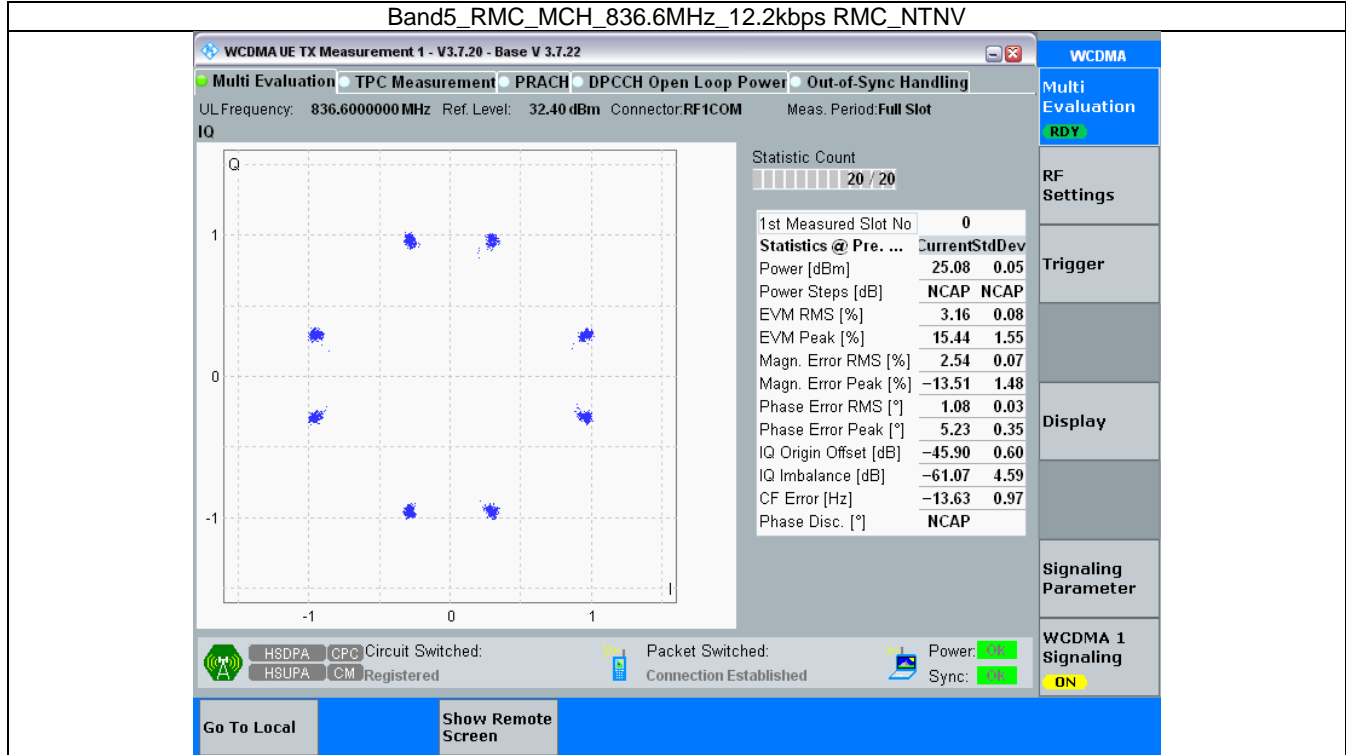 Band5_RMC_MCH_836.6MHz_12.2kbps RMC_NTNV
WCDMA UE TX Measurement 1 - V3.7.20 - Base V 3.7.22
WCDMA
Multi Evaluation TPC Measurement PRACH DPCCH Open Loop Power Out-of-Sync Handling
Multi
Evaluation
RDY
UL Frequency: 836.6000000 MHz Ref. Level: 32.40 dBm Connector:RF1COM Meas. Period:Full Slot
IQ
Q
1
0
-1
-1 0 1
I
Statistic Count
20 / 20
1st Measured Slot No 0
Statistics @ Pre. ... CurrentStdDev
Power [dBm] 25.08 0.05
Power Steps [dB] NCAP NCAP
EVM RMS [%] 3.16 0.08
EVM Peak [%] 15.44 1.55
Magn. Error RMS [%] 2.54 0.07
Magn. Error Peak [%] −13.51 1.48
Phase Error RMS [°] 1.08 0.03
Phase Error Peak [°] 5.23 0.35
IQ Origin Offset [dB] −45.90 0.60
IQ Imbalance [dB] −61.07 4.59
CF Error [Hz] −13.63 0.97
Phase Disc. [°] NCAP
RF
Settings
Trigger
Display
Signaling
Parameter
WCDMA 1
Signaling
ON
HSDPA CPC Circuit Switched: Packet Switched: Power: Ok
HSUPA CM Registered Connection Established Sync: Ok
Go To Local
Show Remote
Screen